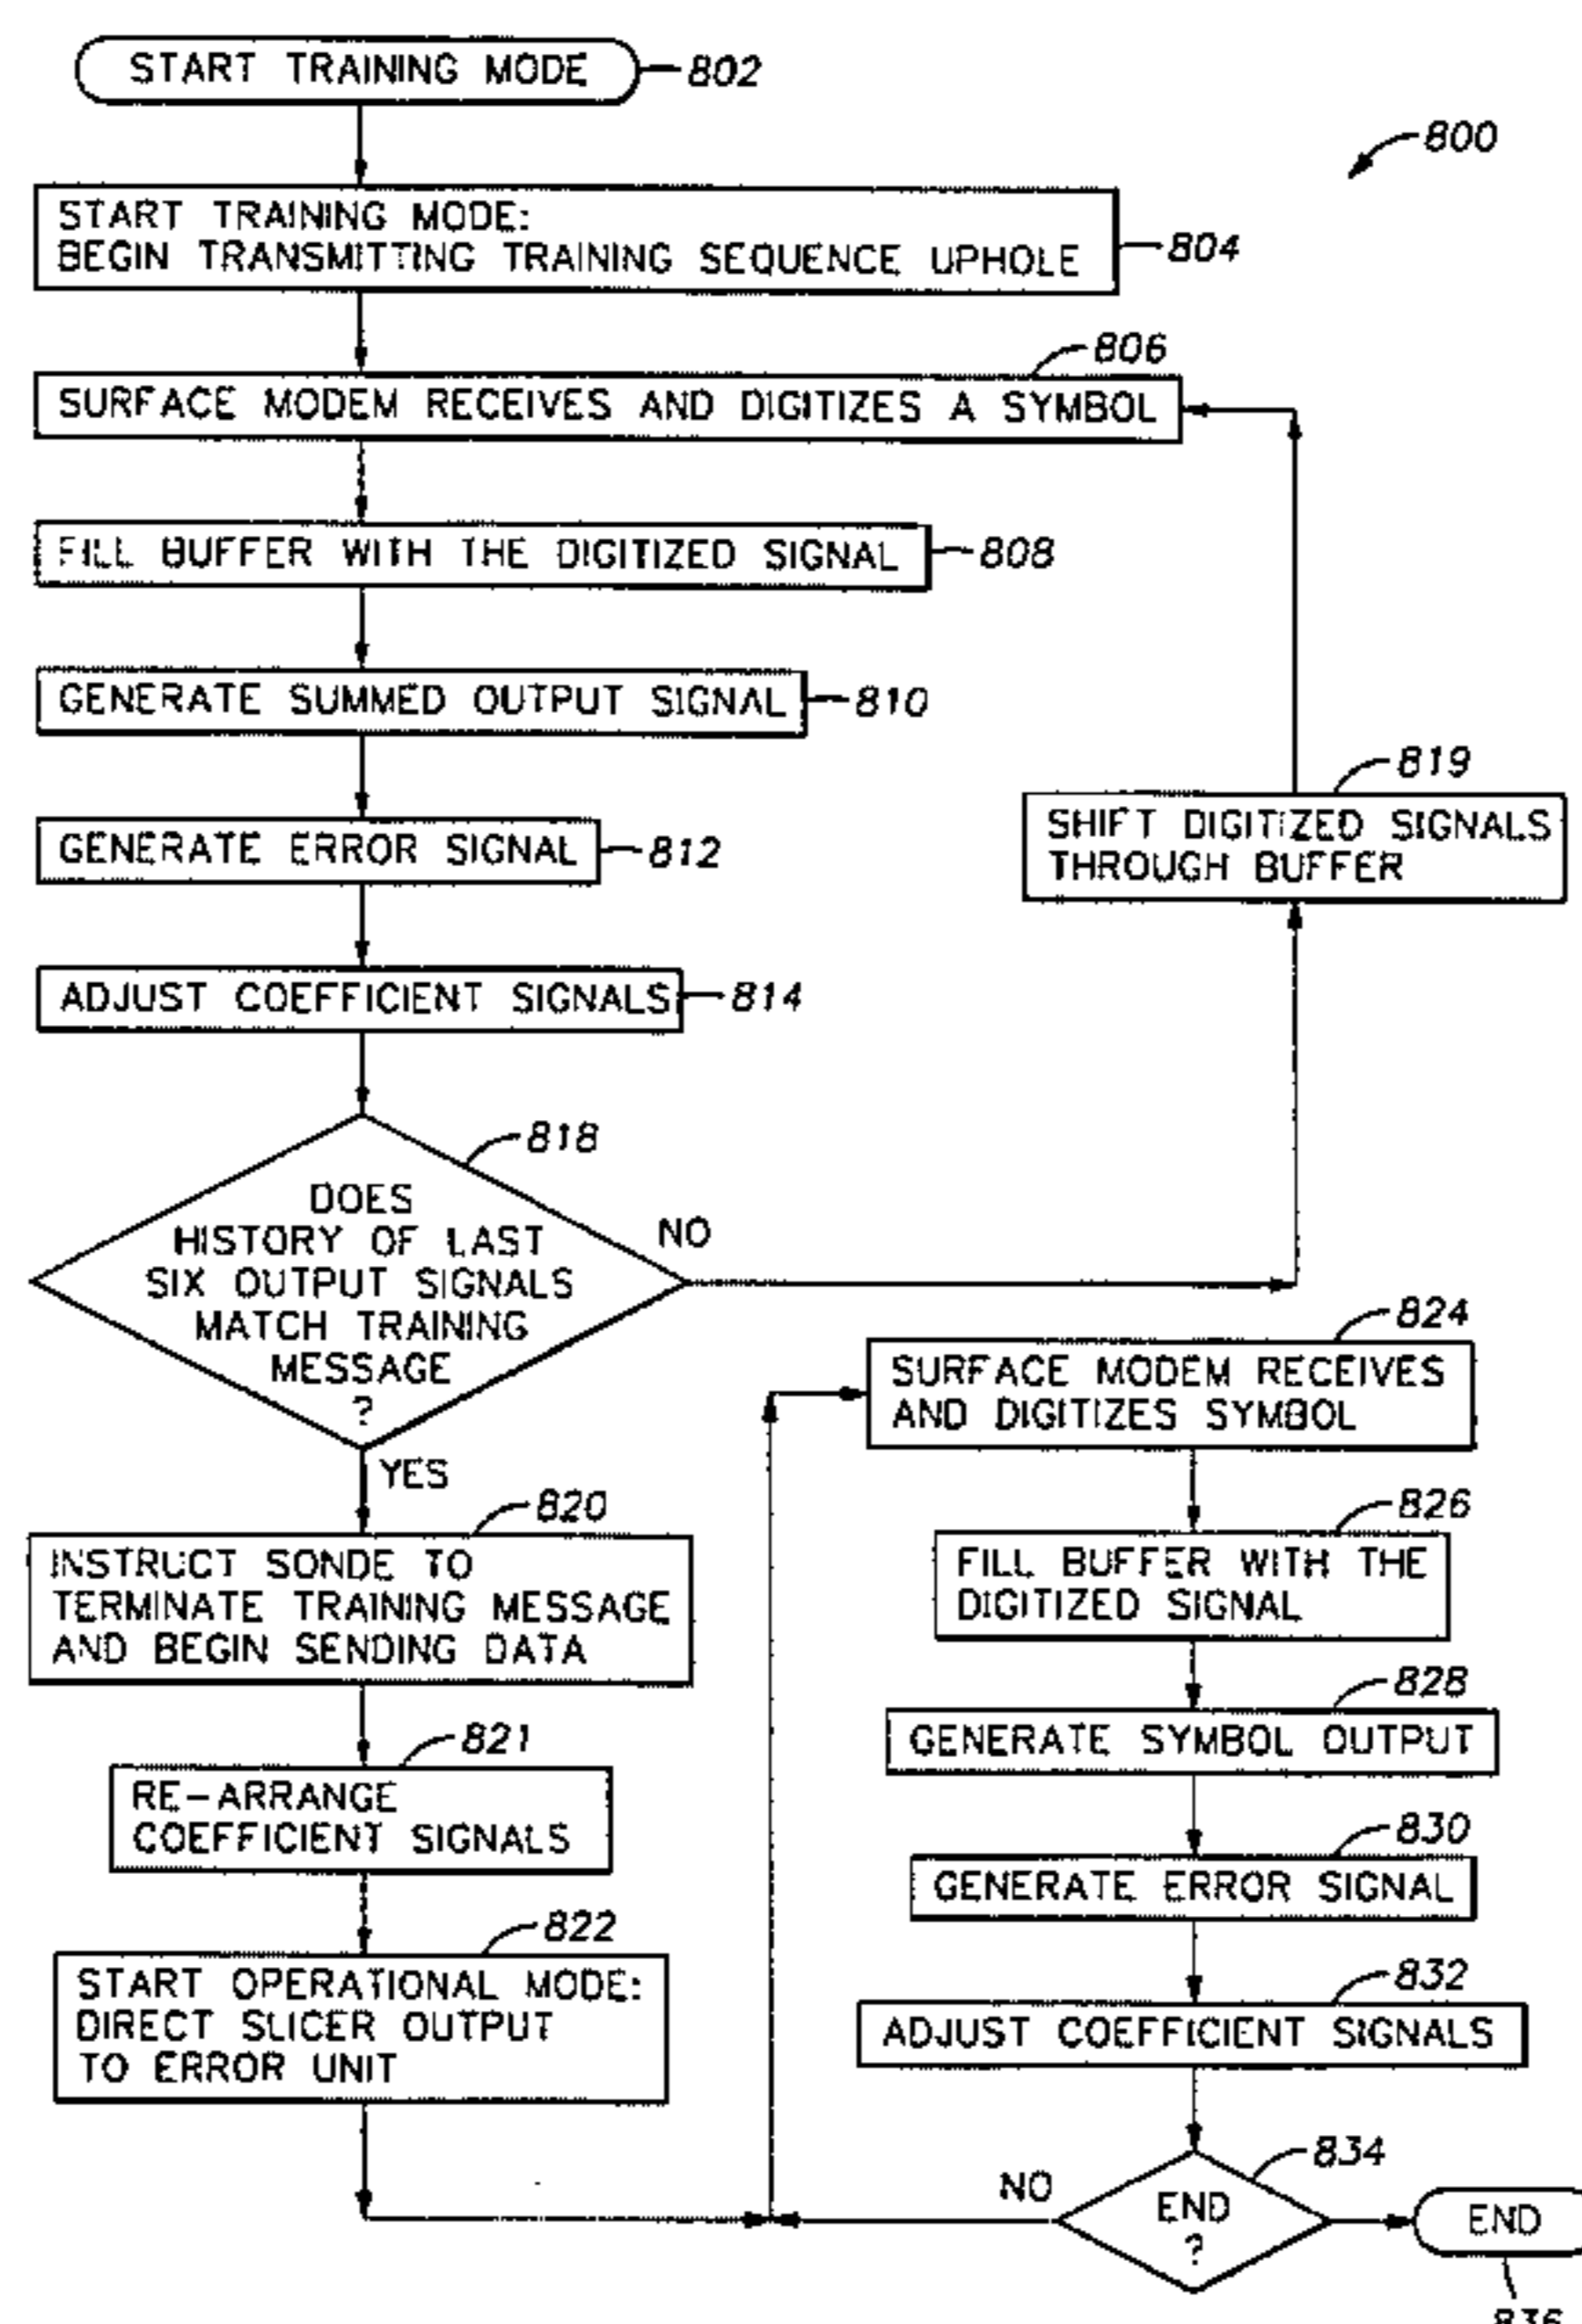 START TRAINING MODE
802
800
START TRAINING MODE:
BEGIN TRANSMITTING TRAINING SEQUENCE UPHOLE
804
806
SURFACE MODEM RECEIVES AND DIGITIZES A SYMBOL
FILL BUFFER WITH THE DIGITIZED SIGNAL
808
GENERATE SUMMED OUTPUT SIGNAL
810
819
SHIFT DIGITIZED SIGNALS
THROUGH BUFFER
GENERATE ERROR SIGNAL
812
ADJUST COEFFICIENT SIGNALS
814
818
DOES
HISTORY OF LAST
SIX OUTPUT SIGNALS
MATCH TRAINING
MESSAGE
?
NO
YES
820
INSTRUCT SONDE TO
TERMINATE TRAINING MESSAGE
AND BEGIN SENDING DATA
821
RE-ARRANGE
COEFFICIENT SIGNALS
822
START OPERATIONAL MODE:
DIRECT SLICER OUTPUT
TO ERROR UNIT
824
SURFACE MODEM RECEIVES
AND DIGITIZES SYMBOL
826
FILL BUFFER WITH THE
DIGITIZED SIGNAL
828
GENERATE SYMBOL OUTPUT
830
GENERATE ERROR SIGNAL
832
ADJUST COEFFICIENT SIGNALS
834
NO
END
?
END
836